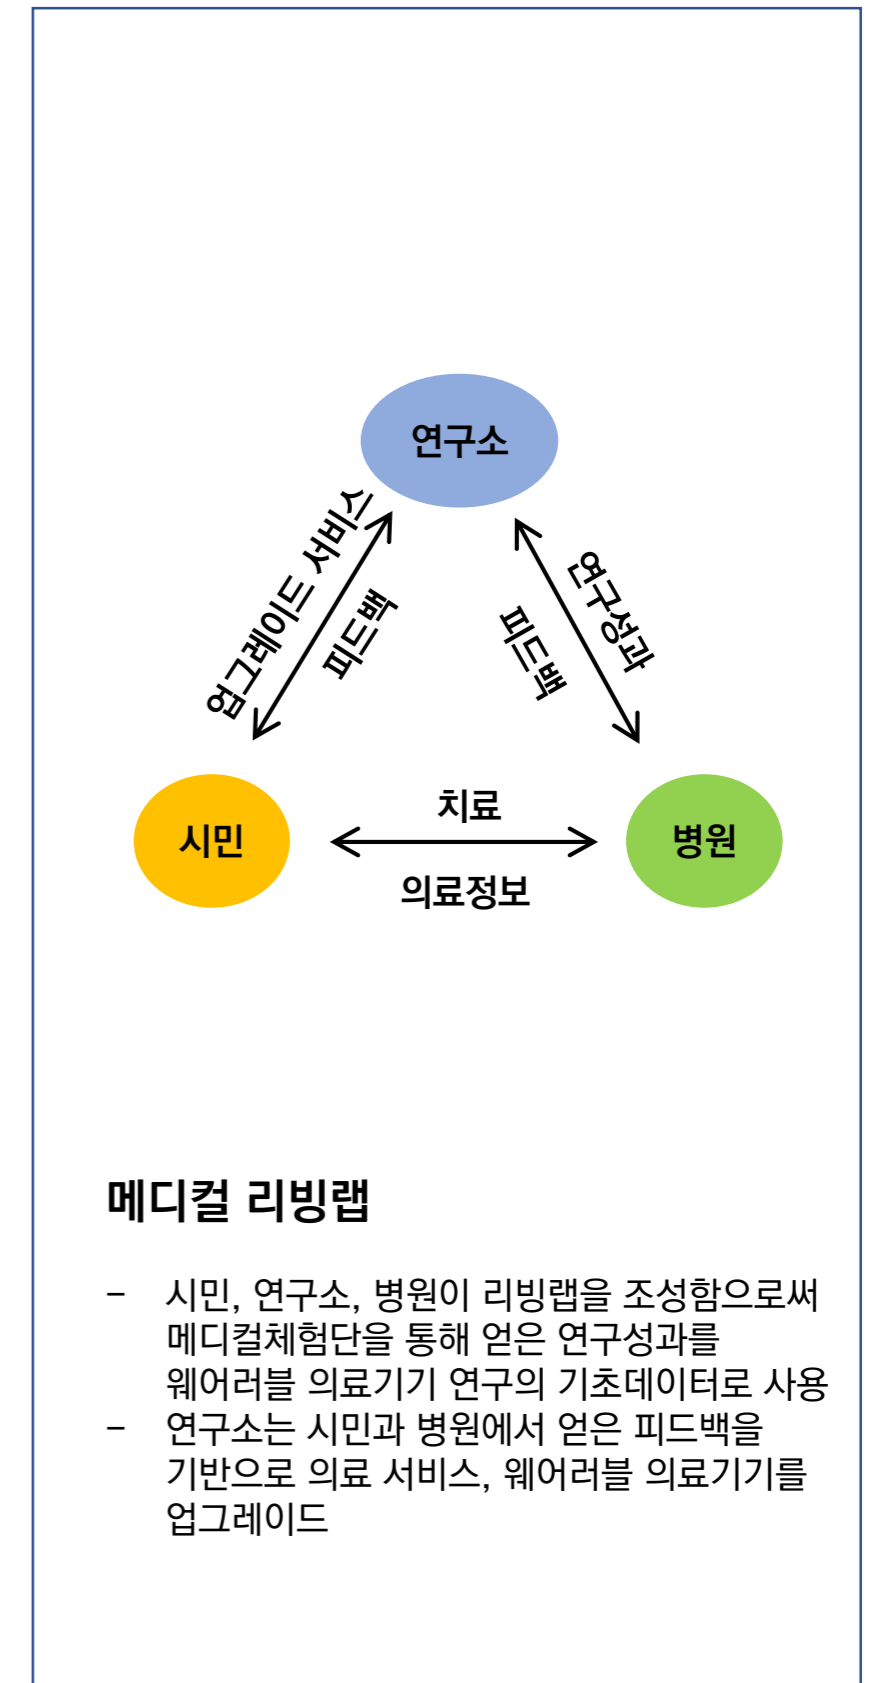 연구소
업그레이드 서비스
피드백
연구성과
피드백
시민
치료
의료정보
병원
메디컬 리빙랩
- 시민, 연구소, 병원이 리빙랩을 조성함으로써
메디컬체험단을 통해 얻은 연구성과를
웨어러블 의료기기 연구의 기초데이터로 사용
- 연구소는 시민과 병원에서 얻은 피드백을
기반으로 의료 서비스, 웨어러블 의료기기를
업그레이드